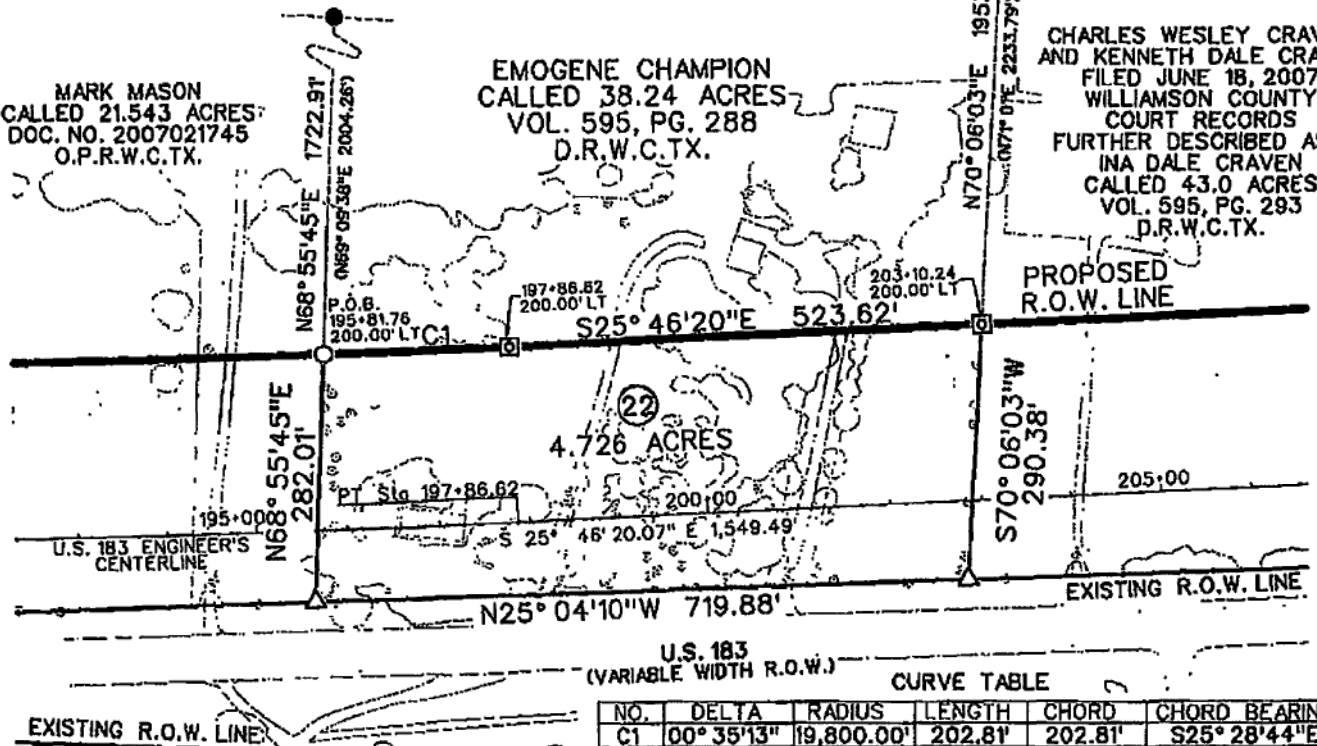 MARK MASON
CALLED 21.543 ACRES
DOC. NO. 2007021745
O.P.R.W.C.TX.
N68° 55'45"E 1722.91'
(N69° 09'38"E 2004.26')
EMOGENE CHAMPION
CALLED 38.24 ACRES
VOL. 595, PG. 288
D.R.W.C.TX.
N70° 06'03"E
(N71° 01'E 2233.79'
CHARLES WESLEY
AND KENNETH DALE
FILED JUNE 18, 2007
WILLIAMSON COUNTY
COURT RECORDS
FURTHER DESCRIBED
INA DALE CRAVEN
CALLED 43.0 ACRES
VOL. 595, PG. 293
D.R.W.C.TX.
P.O.B.
195+81.76
200.00' LT
C1
197+86.62
200.00' LT
S25° 46'20"E 523.62'
203+10.24
200.00' LT
PROPOSED
R.O.W. LINE
N68° 55'45"E
282.01'
22
4.726 ACRES
S70° 06'03"W
290.38'
PT Sta 197+86.62
195+00
200+00
205+00
S 25° 46' 20.07" E 1,549.49'
U.S. 183 ENGINEER'S
CENTERLINE
N25° 04'10"W 719.88'
EXISTING R.O.W. LINE
U.S. 183
(VARIABLE WIDTH R.O.W.)
EXISTING R.O.W. LINE
CURVE TABLE
NO. DELTA RADIUS LENGTH CHORD CHORD BEARIN
C1 00° 35'13" 19,800.00' 202.81' 202.81' S25° 28'44"E